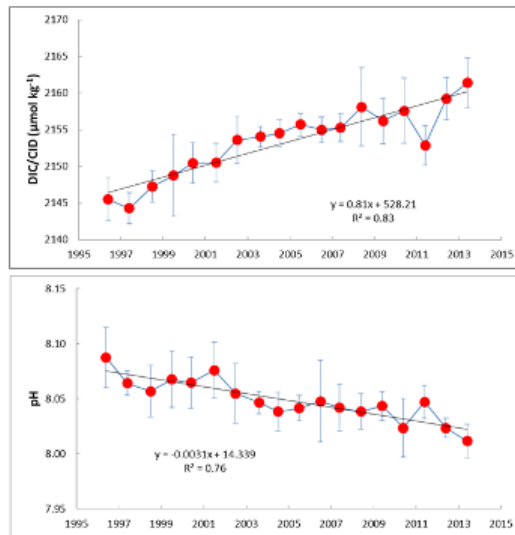 2170
2165
2160
2155
2150
2145
2140
DIC/CID (µmol kg⁻¹)
y = 0.81x + 528.21
R² = 0.83
1995 1997 1999 2001 2003 2005 2007 2009 2011 2013 2015
8.15
8.10
8.05
8.00
7.95
pH
y = -0.0031x + 14.339
R² = 0.76
1995 1997 1999 2001 2003 2005 2007 2009 2011 2013 2015